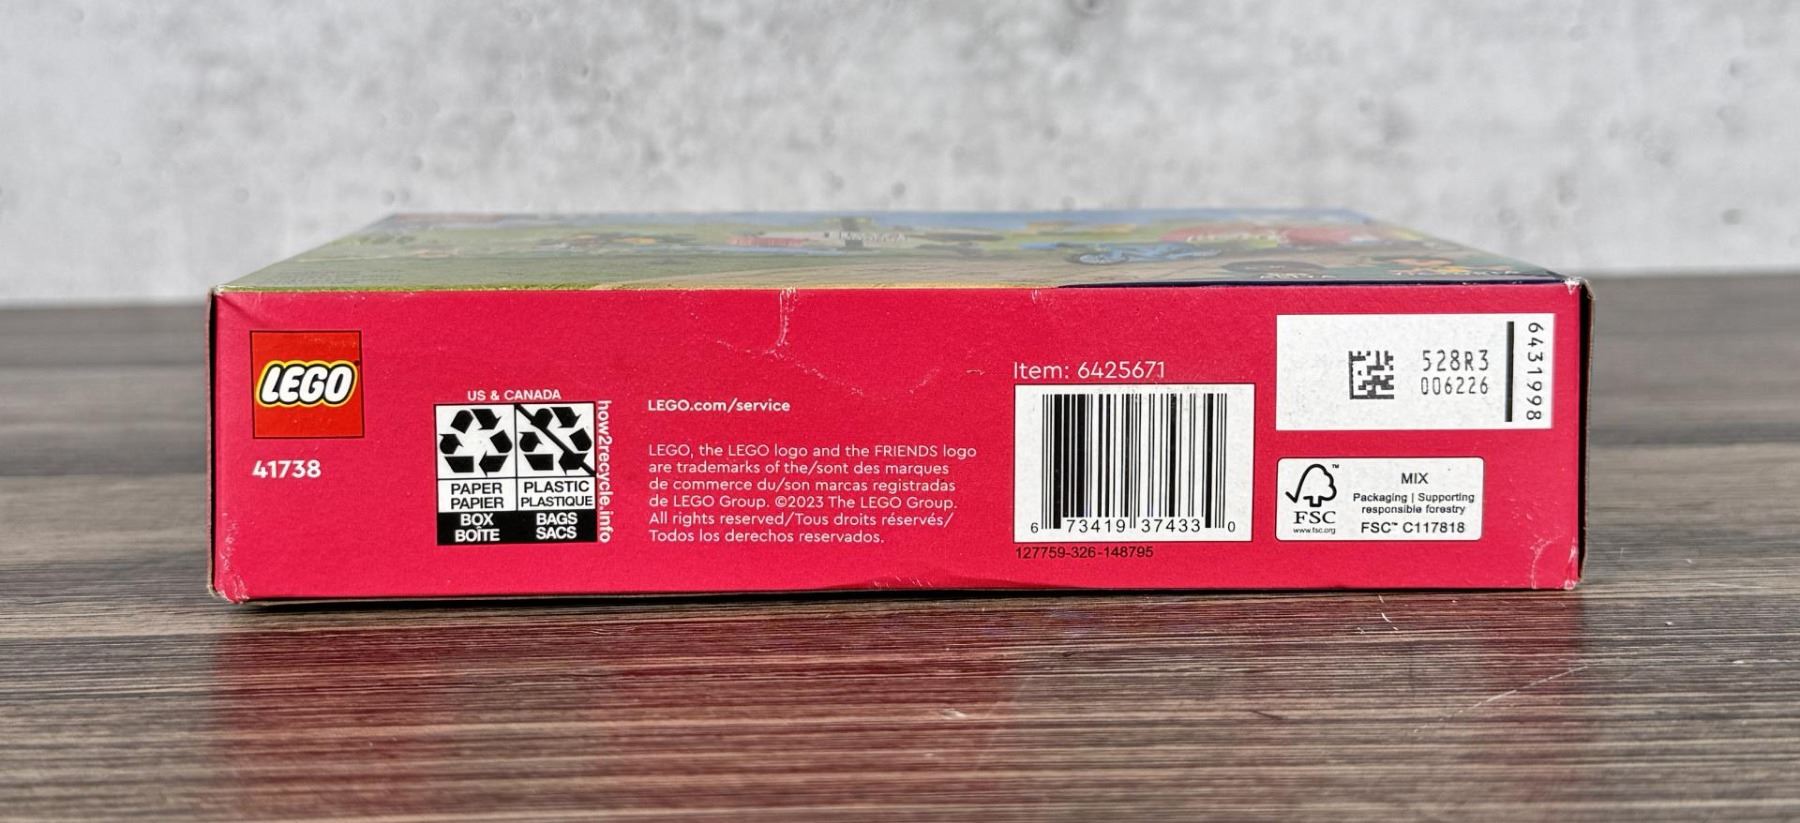 LEGO
41738
US & CANADA
PAPER
PAPIER
BOX
BOÎTE
PLASTIC
PLASTIQUE
BAGS
SACS
how2recycle.info
LEGO.com/service
LEGO, the LEGO logo and the FRIENDS logo
are trademarks of the/sont des marques
de commerce du/son marcas registradas
de LEGO Group. ©2023 The LEGO Group.
All rights reserved/Tous droits réservés/
Todos los derechos reservados.
Item: 6425671
6 73419 37433 0
127759-326-148795
528R3
006226
6431998
FSC
www.fsc.org
MIX
Packaging | Supporting
responsible forestry
FSC™ C117818